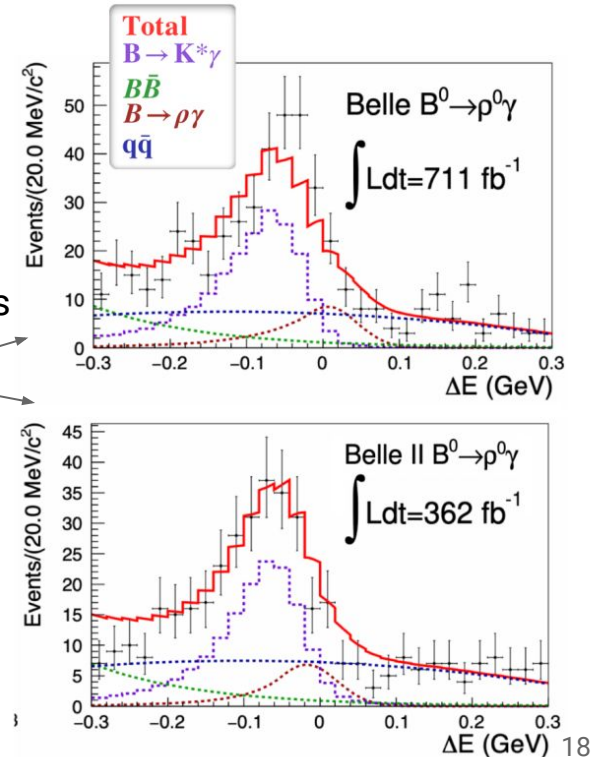 Total
B → K*γ
BB̄
B → ργ
qq̄
Belle B⁰→ρ⁰γ
∫Ldt=711 fb⁻¹
Events/(20.0 MeV/c²)
50
40
30
20
10
0
−0.3 −0.2 −0.1 0 0.1 0.2 0.3
ΔE (GeV)
s
Belle II B⁰→ρ⁰γ
∫Ldt=362 fb⁻¹
Events/(20.0 MeV/c²)
45
40
35
30
25
20
15
10
5
0
−0.3 −0.2 −0.1 0 0.1 0.2 0.3
ΔE (GeV)
18